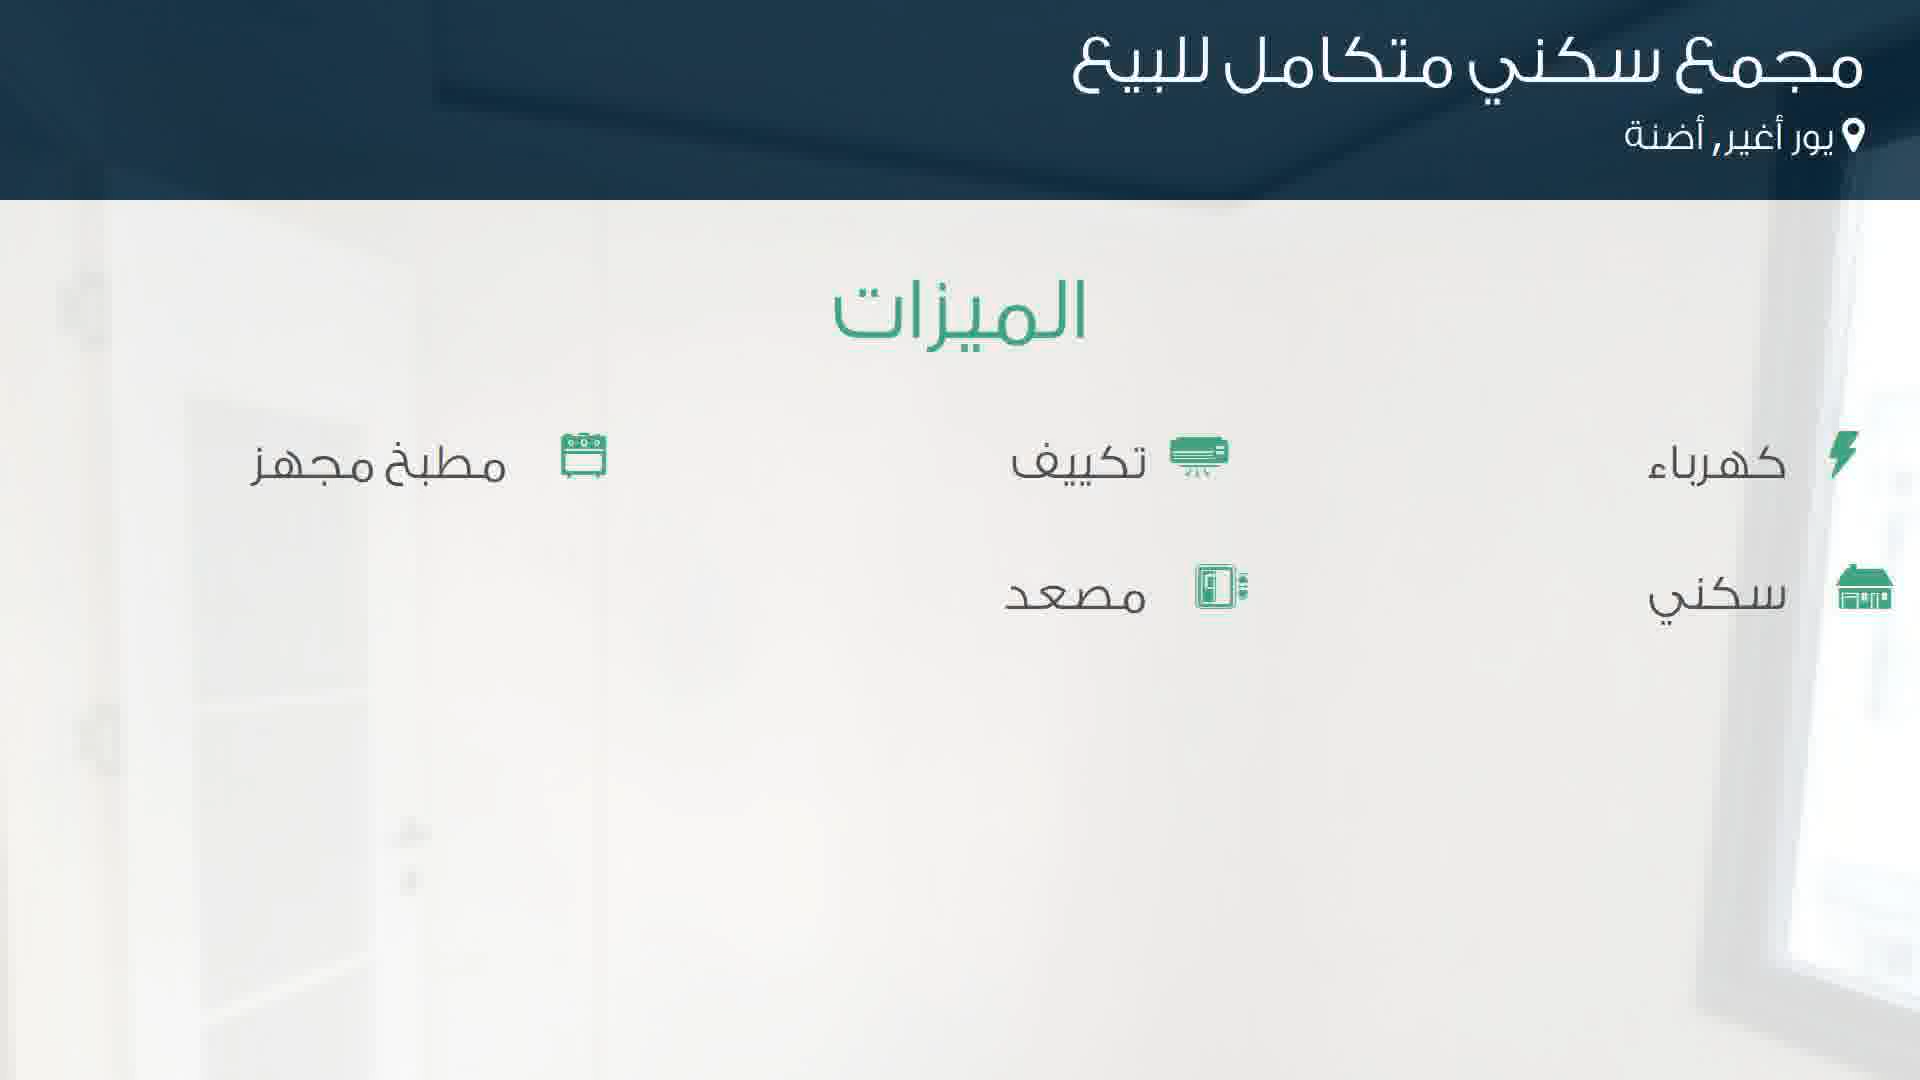 مجمع سكني متكامل للبيع
يور أغير, أضنة
الميزات
كهرباء
تكييف
مطبخ مجهز
سكني
مصعد